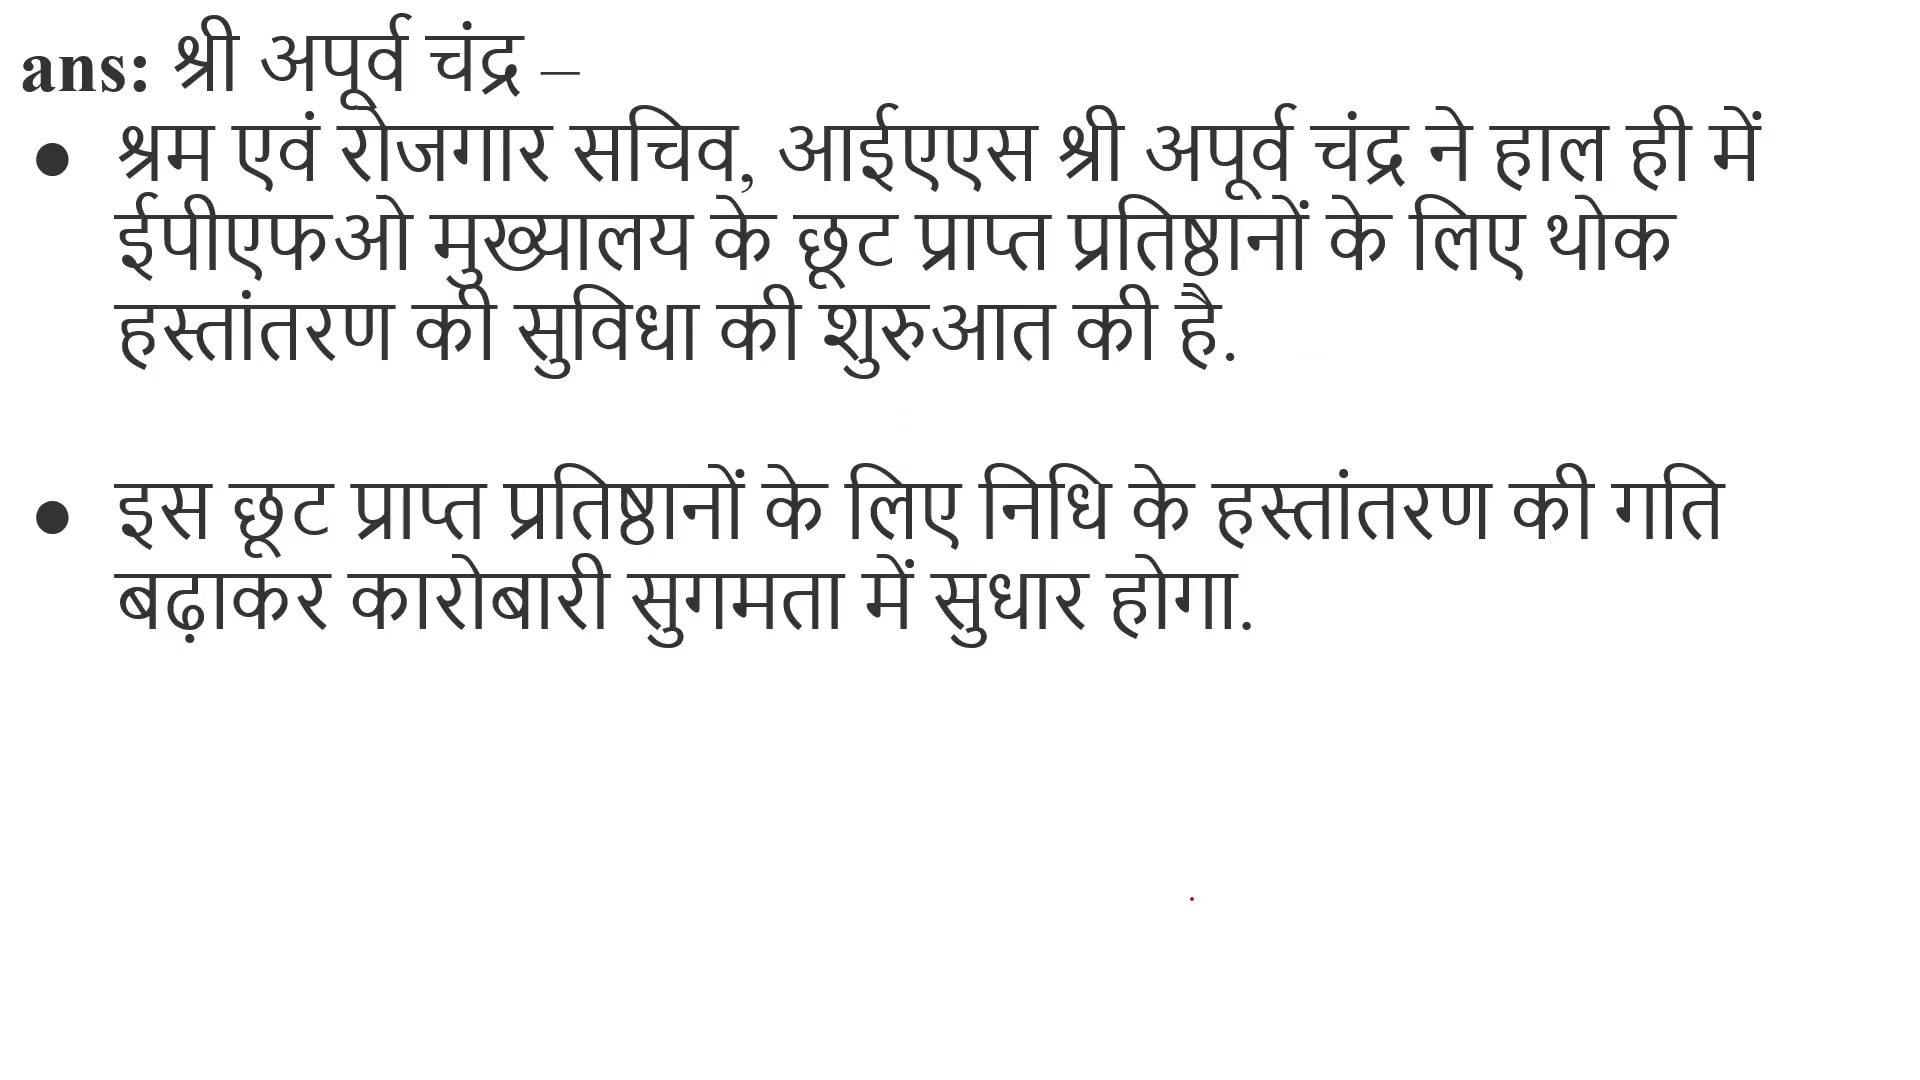 ans: श्री अपूर्व चंद्र –
● श्रम एवं रोजगार सचिव, आईएएस श्री अपूर्व चंद्र ने हाल ही में
ईपीएफओ मुख्यालय के छूट प्राप्त प्रतिष्ठानों के लिए थोक
हस्तांतरण की सुविधा की शुरुआत की है.
● इस छूट प्राप्त प्रतिष्ठानों के लिए निधि के हस्तांतरण की गति
बढ़ाकर कारोबारी सुगमता में सुधार होगा.